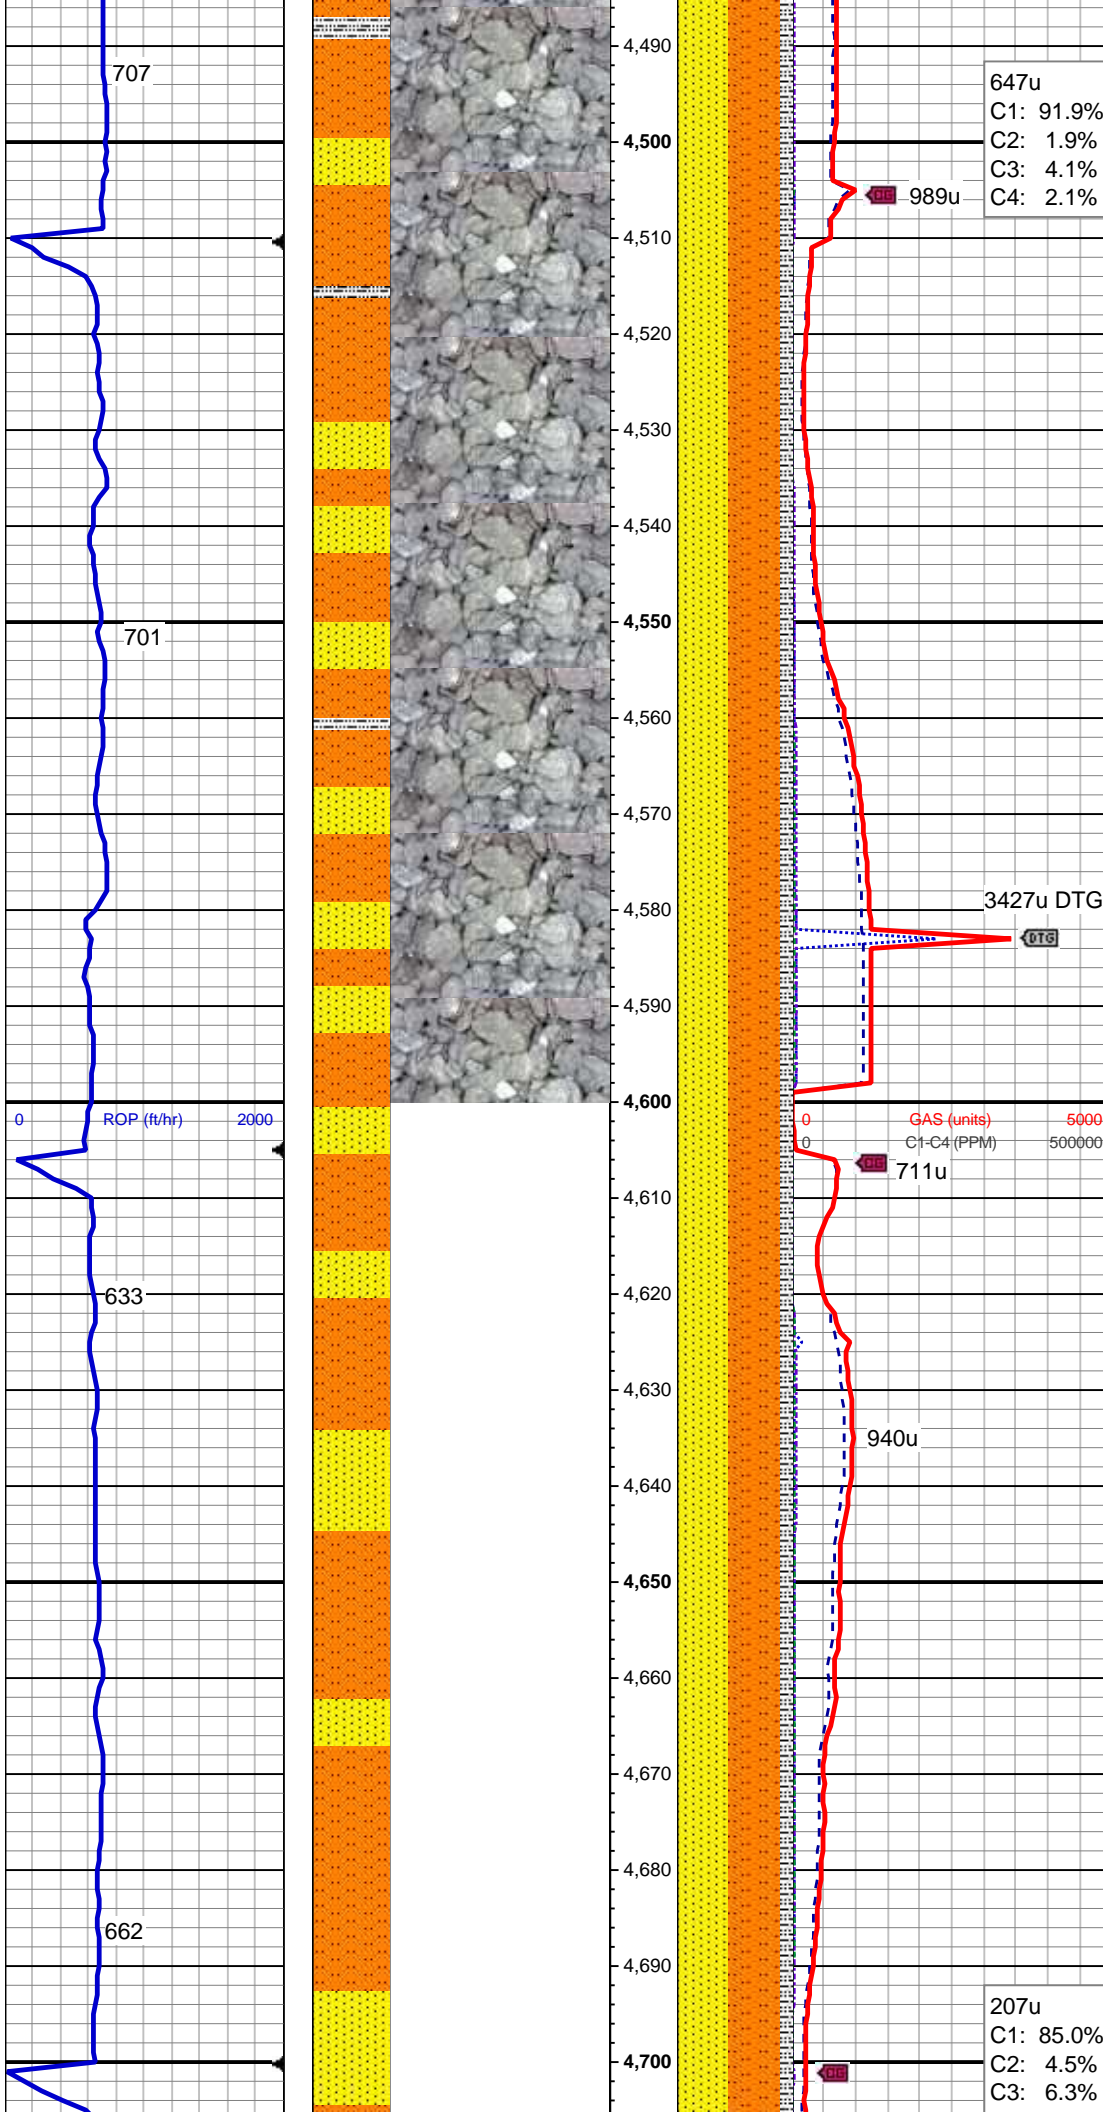 4,490
707
647u
C1: 91.9%
4,500
C2: 1.9%
C3: 4.1%
CG
989u
C4: 2.1%
4,510
4,520
4,530
4,540
4,550
701
4,560
4,570
3427u DTG
4,580
DTG
4,590
4,600
0 ROP (ft/hr) 2000
0 GAS (units) 5000
0 C1-C4 (PPM) 500000
CG
711u
4,610
4,620
633
4,630
940u
4,640
4,650
4,660
4,670
4,680
662
4,690
207u
C1: 85.0%
4,700
C2: 4.5%
CG
C3: 6.3%